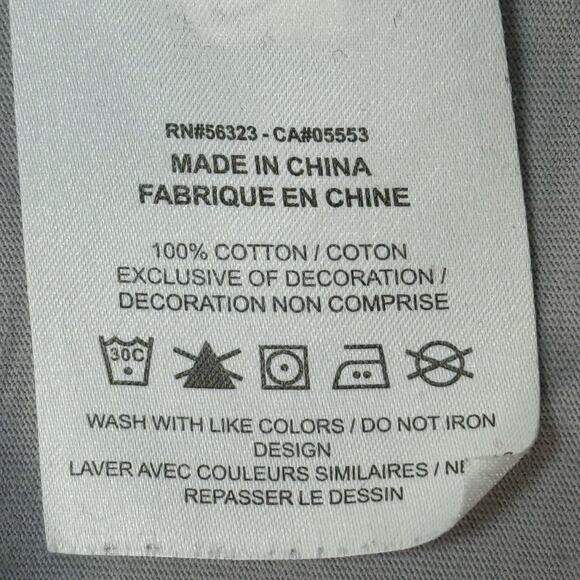 RN#56323 - CA#05553
MADE IN CHINA
FABRIQUE EN CHINE
100% COTTON / COTON
EXCLUSIVE OF DECORATION /
DECORATION NON COMPRISE
30C
WASH WITH LIKE COLORS / DO NOT IRON
DESIGN
LAVER AVEC COULEURS SIMILAIRES /
REPASSER LE DESSIN